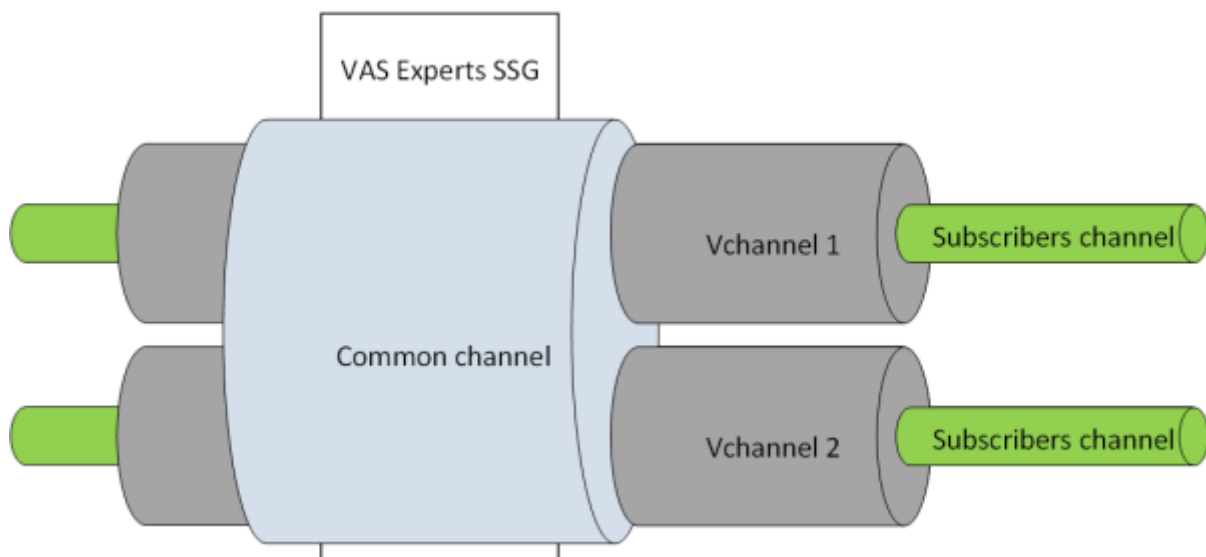 VAS Experts SSG
Vchannel 1
Subscribers channel
Common channel
Vchannel 2
Subscribers channel